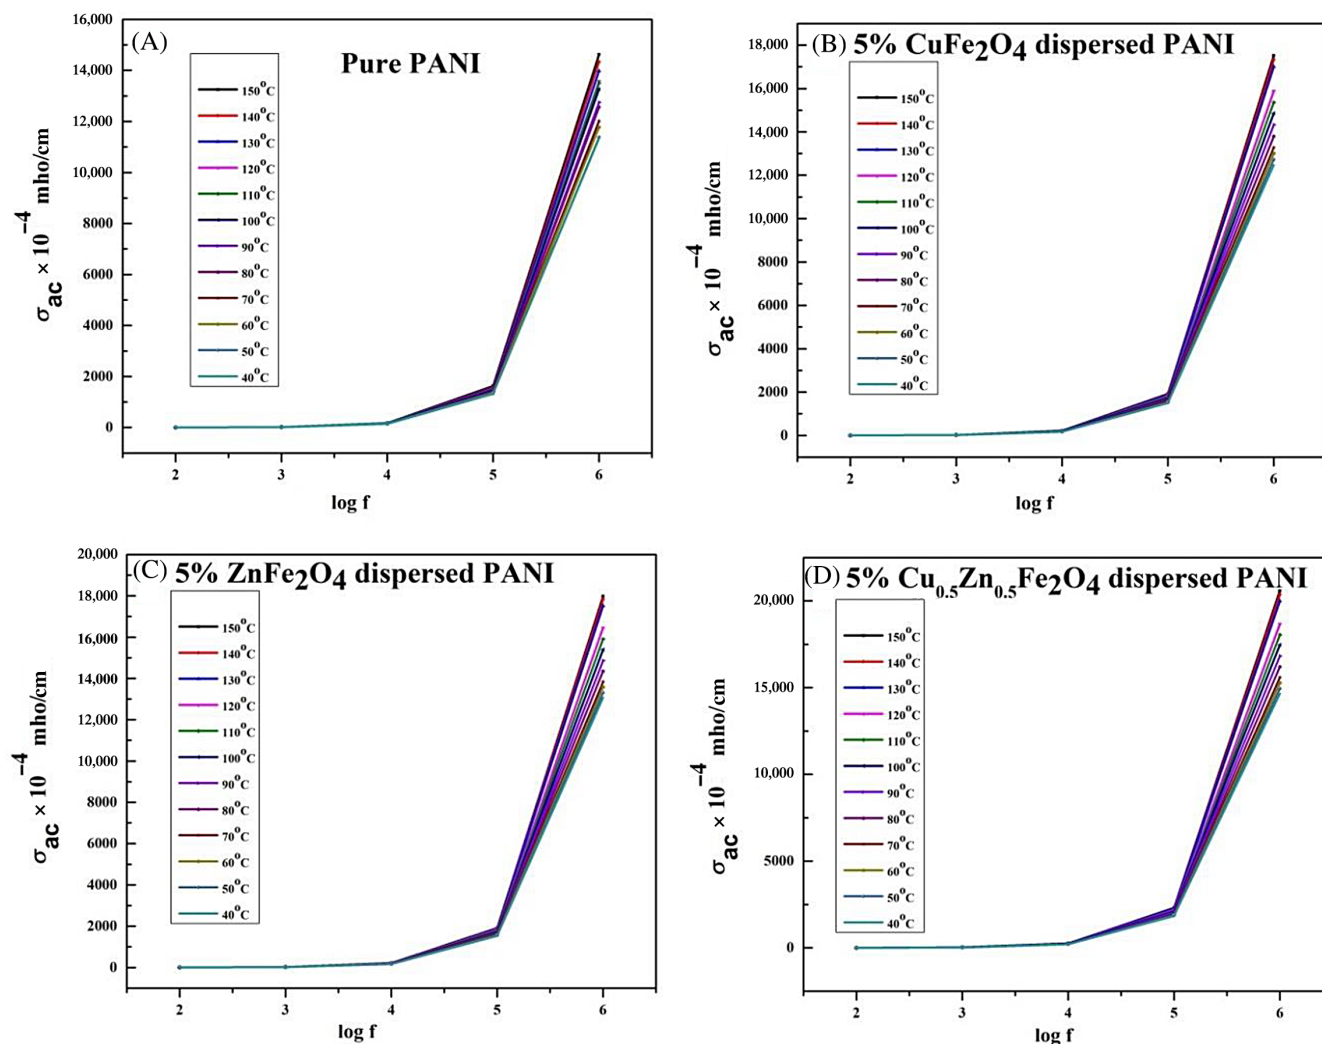 (A)
Pure PANI
16,000
14,000
12,000
10,000
8000
6000
4000
2000
0
σac × 10−4 mho/cm
150°C
140°C
130°C
120°C
110°C
100°C
90°C
80°C
70°C
60°C
50°C
40°C
2 3 4 5 6
log f
(B) 5% CuFe2O4 dispersed PANI
18,000
16,000
14,000
12,000
10,000
8000
6000
4000
2000
0
σac × 10−4 mho/cm
150°C
140°C
130°C
120°C
110°C
100°C
90°C
80°C
70°C
60°C
50°C
40°C
2 3 4 5 6
log f
(C) 5% ZnFe2O4 dispersed PANI
20,000
18,000
16,000
14,000
12,000
10,000
8000
6000
4000
2000
0
σac × 10−4 mho/cm
150°C
140°C
130°C
120°C
110°C
100°C
90°C
80°C
70°C
60°C
50°C
40°C
2 3 4 5 6
log f
(D) 5% Cu0.5Zn0.5Fe2O4 dispersed PANI
20,000
15,000
10,000
5000
0
σac × 10−4 mho/cm
150°C
140°C
130°C
120°C
110°C
100°C
90°C
80°C
70°C
60°C
50°C
40°C
2 3 4 5 6
log f